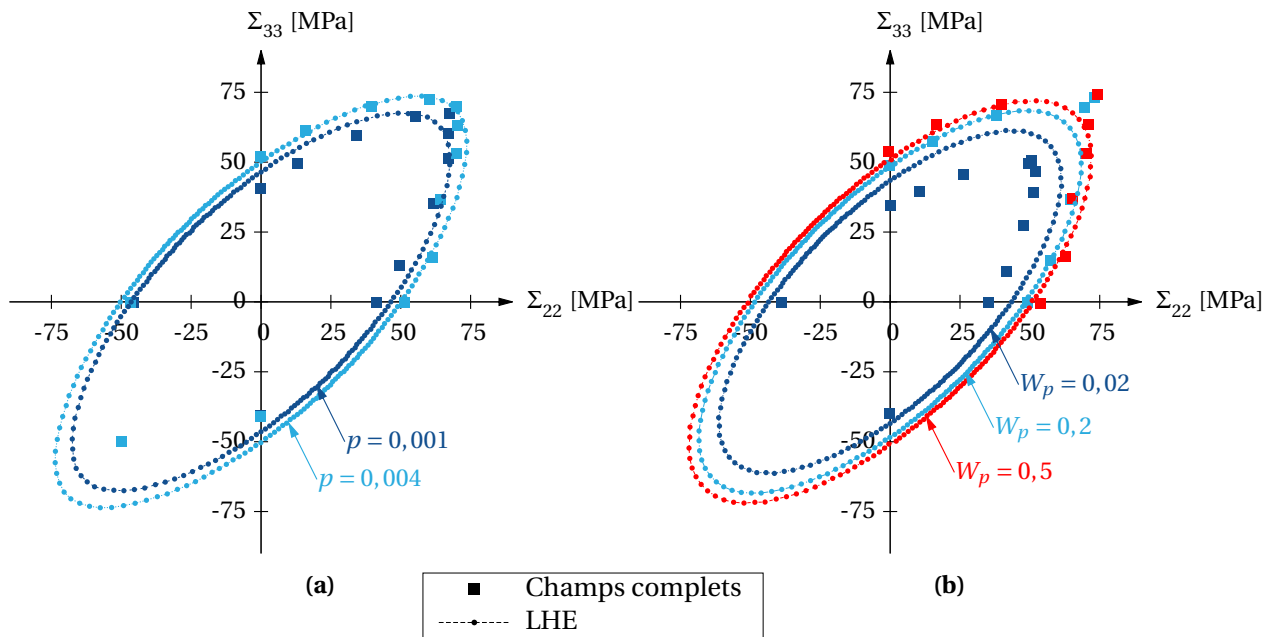 Σ33 [MPa]
75
50
25
0
-25
-50
-75
-75 -50 -25 0 25 50 75
Σ22 [MPa]
p = 0,001
p = 0,004
(a)
Σ33 [MPa]
75
50
25
0
-25
-50
-75
-75 -50 -25 0 25 50 75
Σ22 [MPa]
Wp = 0,02
Wp = 0,2
Wp = 0,5
(b)
Champs complets
LHE